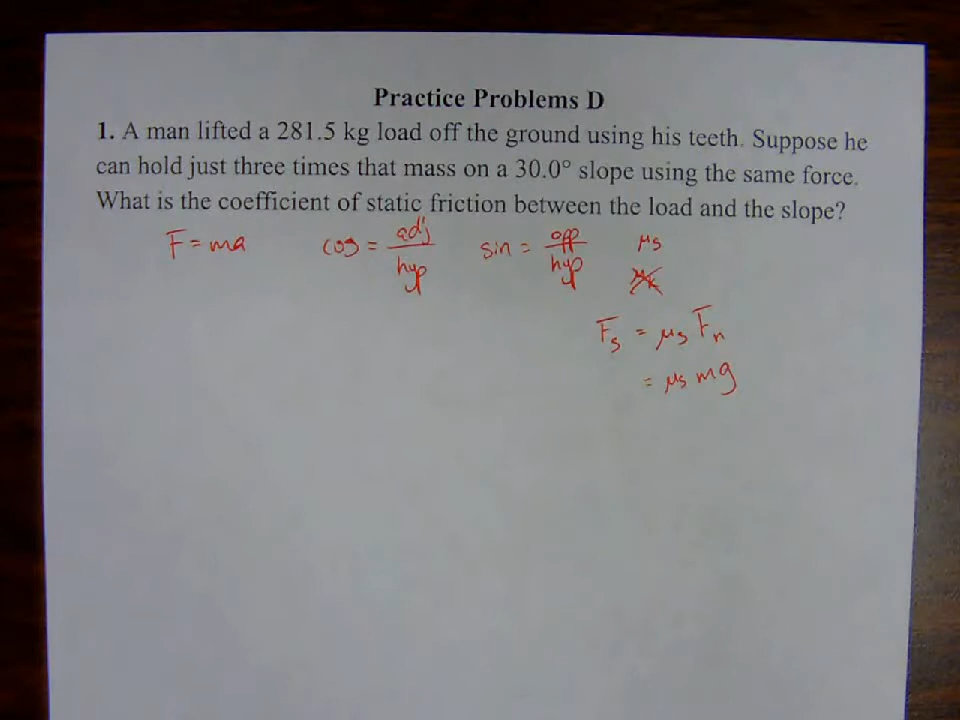 Practice Problems D
1. A man lifted a 281.5 kg load off the ground using his teeth. Suppose he
can hold just three times that mass on a 30.0° slope using the same force.
What is the coefficient of static friction between the load and the slope?
F = ma cos = adj/hyp sin = opp/hyp μs
Fs = μs Fn
= μs mg